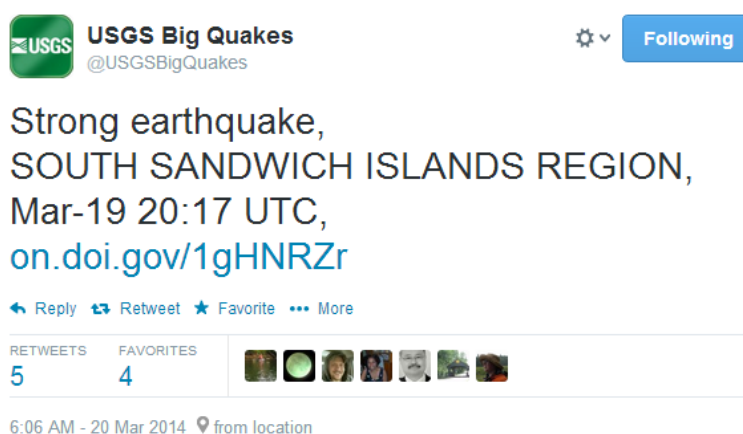 USGS
USGS Big Quakes
@USGSBigQuakes
Following
Strong earthquake,
SOUTH SANDWICH ISLANDS REGION,
Mar-19 20:17 UTC,
on.doi.gov/1gHNRZr
Reply Retweet Favorite More
RETWEETS FAVORITES
5 4
6:06 AM - 20 Mar 2014 from location